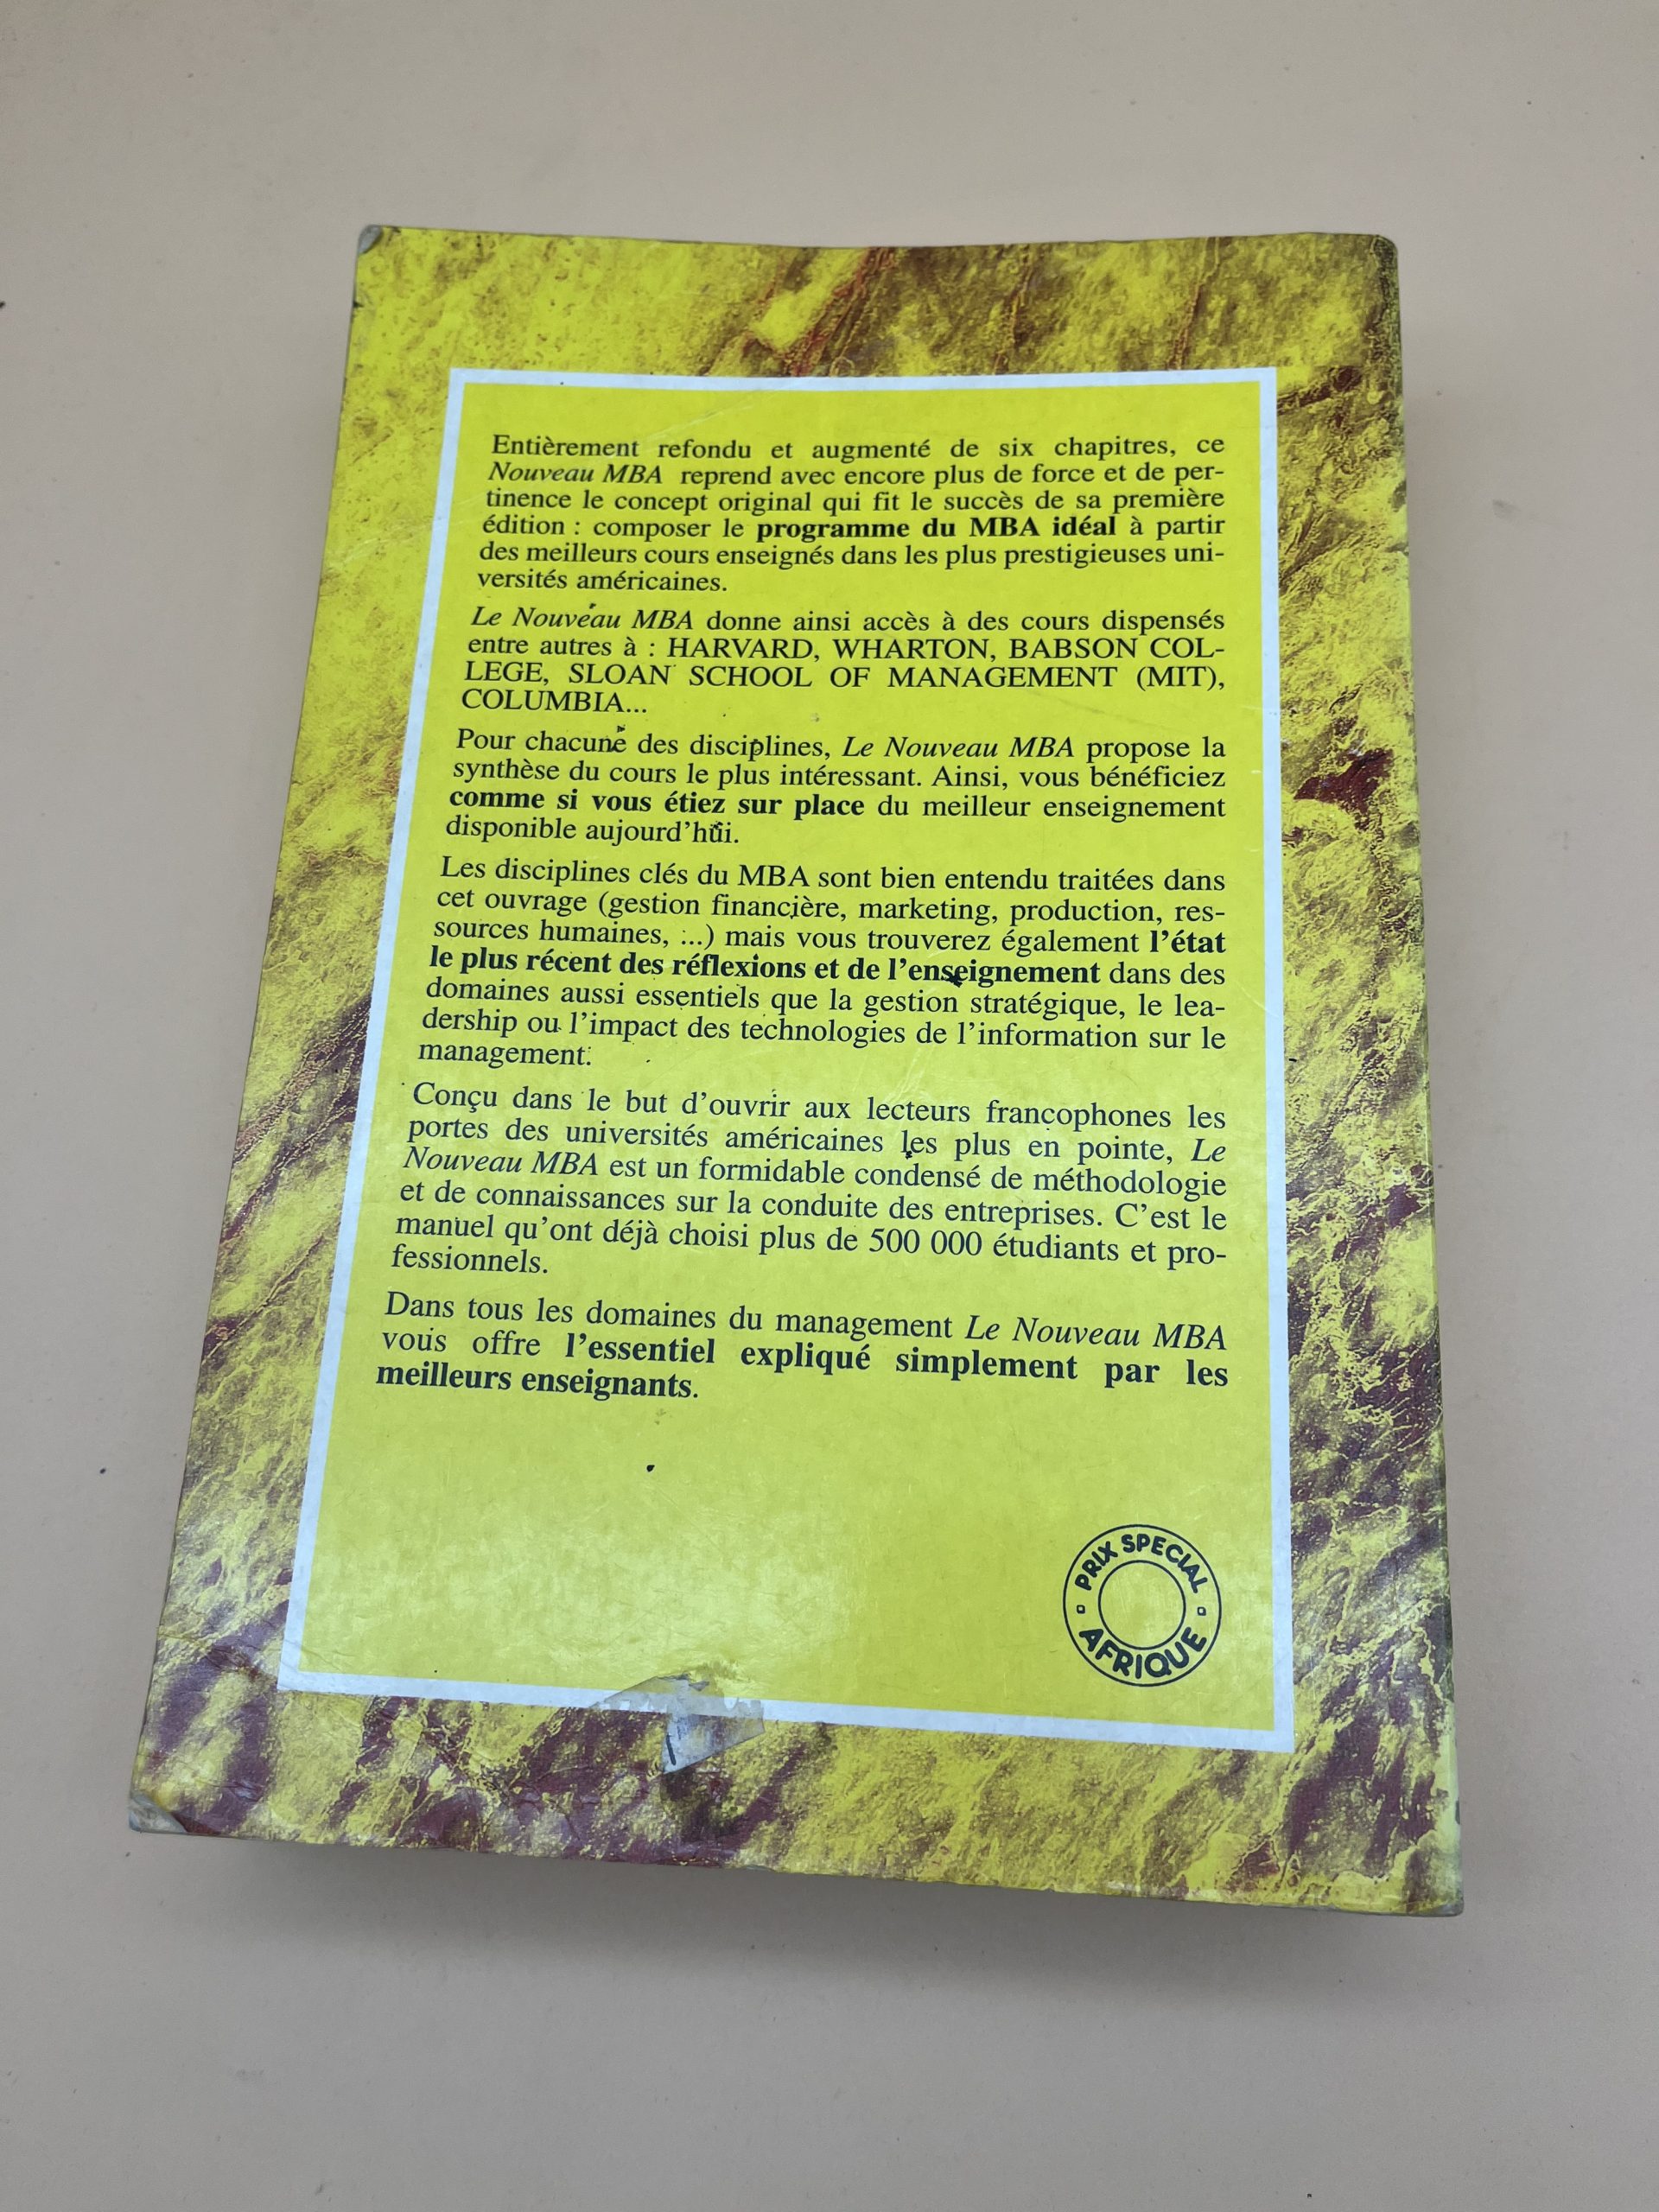 Entièrement refondu et augmenté de six chapitres, ce
Nouveau MBA reprend avec encore plus de force et de per-
tinence le concept original qui fit le succès de sa première
édition : composer le programme du MBA idéal à partir
des meilleurs cours enseignés dans les plus prestigieuses uni-
versités américaines.
Le Nouveau MBA donne ainsi accès à des cours dispensés
entre autres à : HARVARD, WHARTON, BABSON COL-
LEGE, SLOAN SCHOOL OF MANAGEMENT (MIT),
COLUMBIA...
Pour chacune des disciplines, Le Nouveau MBA propose la
synthèse du cours le plus intéressant. Ainsi, vous bénéficiez
comme si vous étiez sur place du meilleur enseignement
disponible aujourd'hui.
Les disciplines clés du MBA sont bien entendu traitées dans
cet ouvrage (gestion financière, marketing, production, res-
sources humaines, ...) mais vous trouverez également l'état
le plus récent des réflexions et de l'enseignement dans des
domaines aussi essentiels que la gestion stratégique, le lea-
dership ou l'impact des technologies de l'information sur le
management.
Conçu dans le but d'ouvrir aux lecteurs francophones les
portes des universités américaines les plus en pointe, Le
Nouveau MBA est un formidable condensé de méthodologie
et de connaissances sur la conduite des entreprises. C'est le
manuel qu'ont déjà choisi plus de 500 000 étudiants et pro-
fessionnels.
Dans tous les domaines du management Le Nouveau MBA
vous offre l'essentiel expliqué simplement par les
meilleurs enseignants.
PRIX SPECIAL
AFRIQUE